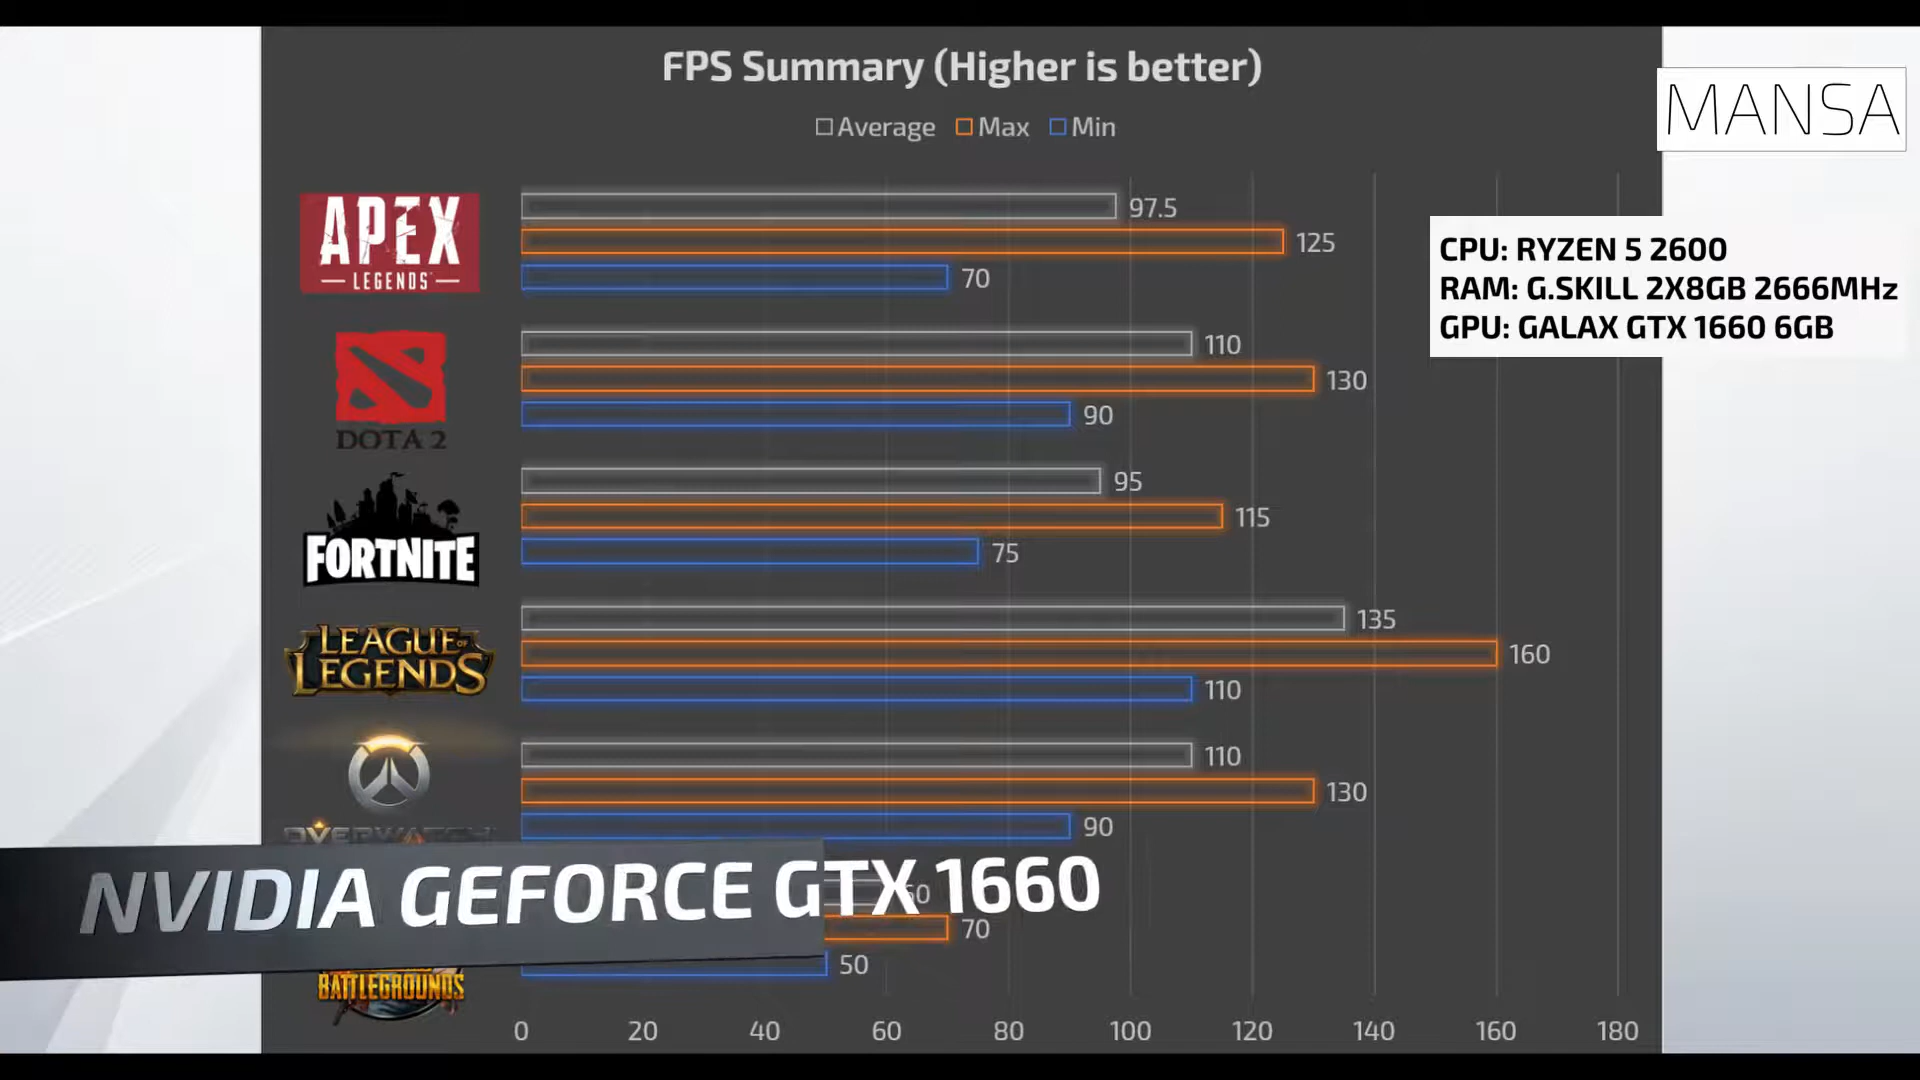 FPS Summary (Higher is better)
Average Max Min
MANSA
CPU: RYZEN 5 2600
RAM: G.SKILL 2X8GB 2666MHz
GPU: GALAX GTX 1660 6GB
APEX
LEGENDS
97.5
125
70
DOTA 2
110
130
90
FORTNITE
95
115
75
LEAGUE OF
LEGENDS
135
160
110
OVERWATCH
110
130
90
NVIDIA GEFORCE GTX 1660
60
70
50
BATTLEGROUNDS
0 20 40 60 80 100 120 140 160 180